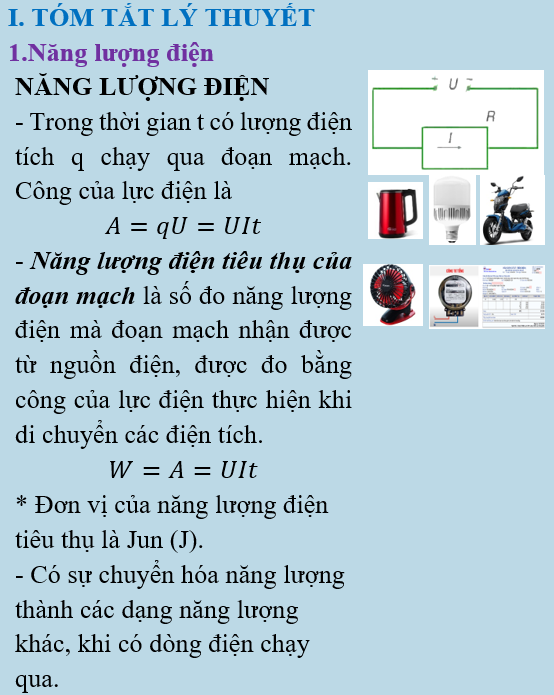 I. TÓM TẮT LÝ THUYẾT
1.Năng lượng điện
NĂNG LƯỢNG ĐIỆN
- Trong thời gian t có lượng điện
tích q chạy qua đoạn mạch.
Công của lực điện là
A = qU = UIt
- Năng lượng điện tiêu thụ của
đoạn mạch là số đo năng lượng
điện mà đoạn mạch nhận được
từ nguồn điện, được đo bằng
công của lực điện thực hiện khi
di chuyển các điện tích.
W = A = UIt
* Đơn vị của năng lượng điện
tiêu thụ là Jun (J).
- Có sự chuyển hóa năng lượng
thành các dạng năng lượng
khác, khi có dòng điện chạy
qua.
+ U -
R
I